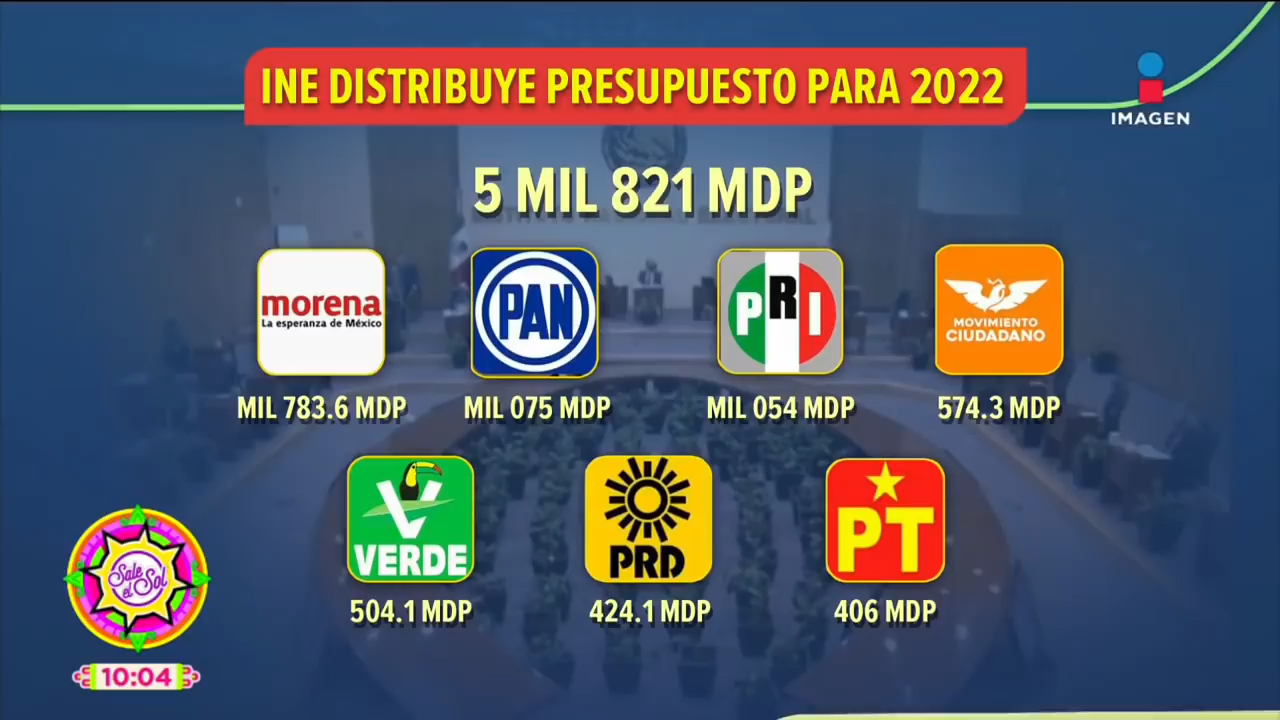 INE DISTRIBUYE PRESUPUESTO PARA 2022
IMAGEN
5 MIL 821 MDP
morena
La esperanza de México
PAN
PRI
MOVIMIENTO
CIUDADANO
MIL 783.6 MDP
MIL 075 MDP
MIL 054 MDP
574.3 MDP
VERDE
PRD
PT
504.1 MDP
424.1 MDP
406 MDP
Sale
el Sol
10:04